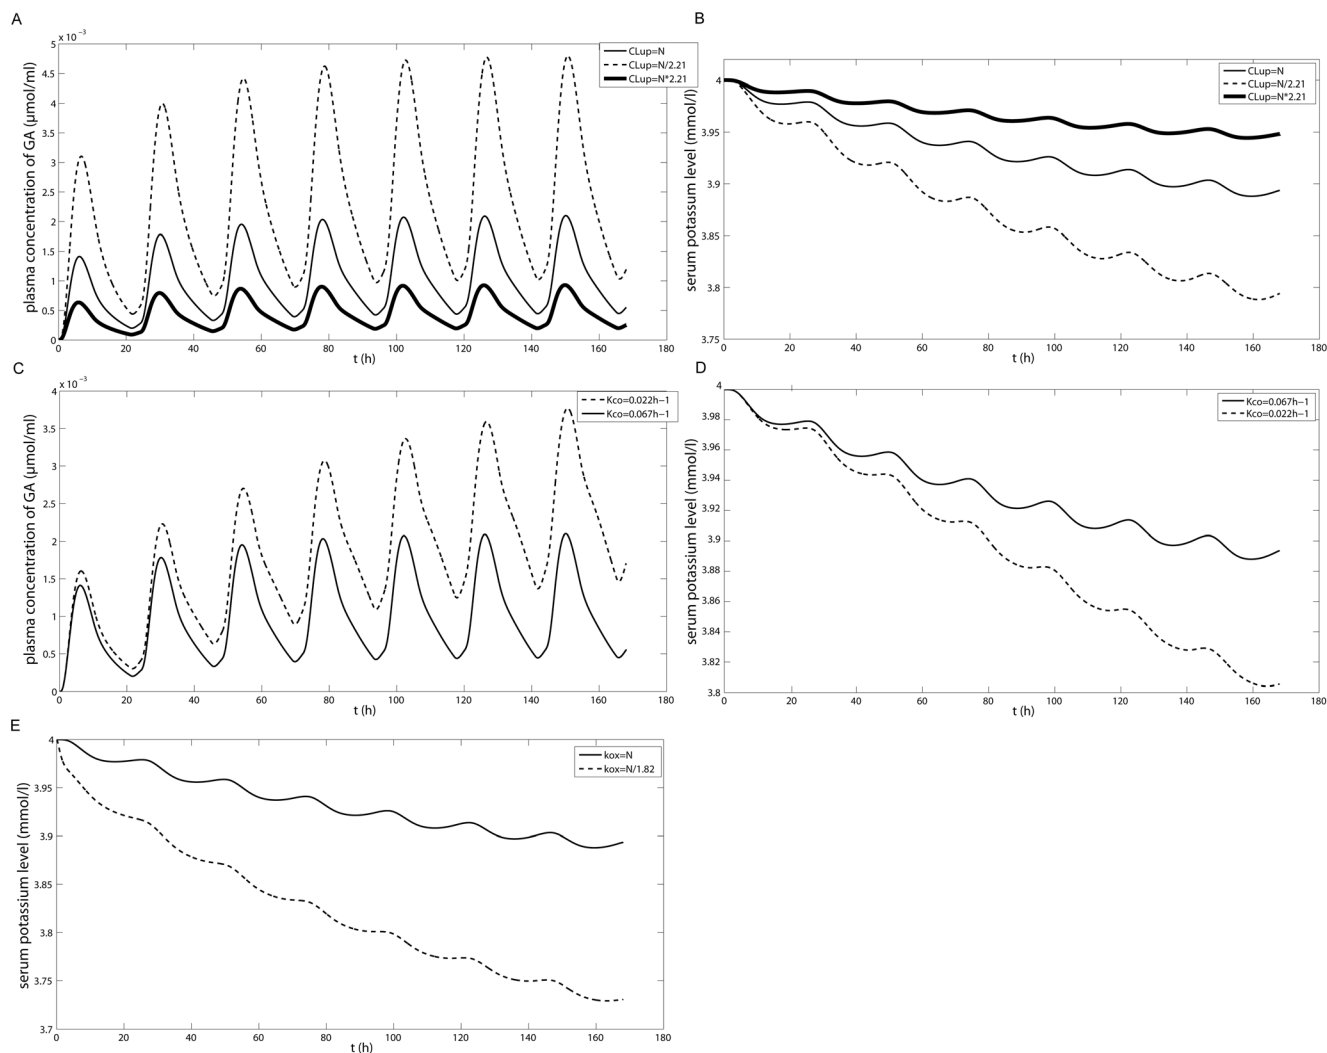 A
x 10⁻³
5
4.5
4
3.5
3
2.5
2
1.5
1
0.5
0
0 20 40 60 80 100 120 140 160 180
plasma concentration of GA (µmol/ml)
t (h)
CLup=N
CLup=N/2.21
CLup=N*2.21
B
4
3.95
3.9
3.85
3.8
3.75
0 20 40 60 80 100 120 140 160 180
serum potassium level (mmol/l)
t (h)
CLup=N
CLup=N/2.21
CLup=N*2.21
C
x 10⁻³
4
3.5
3
2.5
2
1.5
1
0.5
0
0 20 40 60 80 100 120 140 160 180
plasma concentration of GA (µmol/ml)
t (h)
Kco=0.022h−1
Kco=0.067h−1
D
4
3.98
3.96
3.94
3.92
3.9
3.88
3.86
3.84
3.82
3.8
0 20 40 60 80 100 120 140 160 180
serum potassium level (mmol/l)
t (h)
Kco=0.067h−1
Kco=0.022h−1
E
4
3.95
3.9
3.85
3.8
3.75
3.7
0 20 40 60 80 100 120 140 160 180
serum potassium level (mmol/l)
t (h)
kox=N
kox=N/1.82